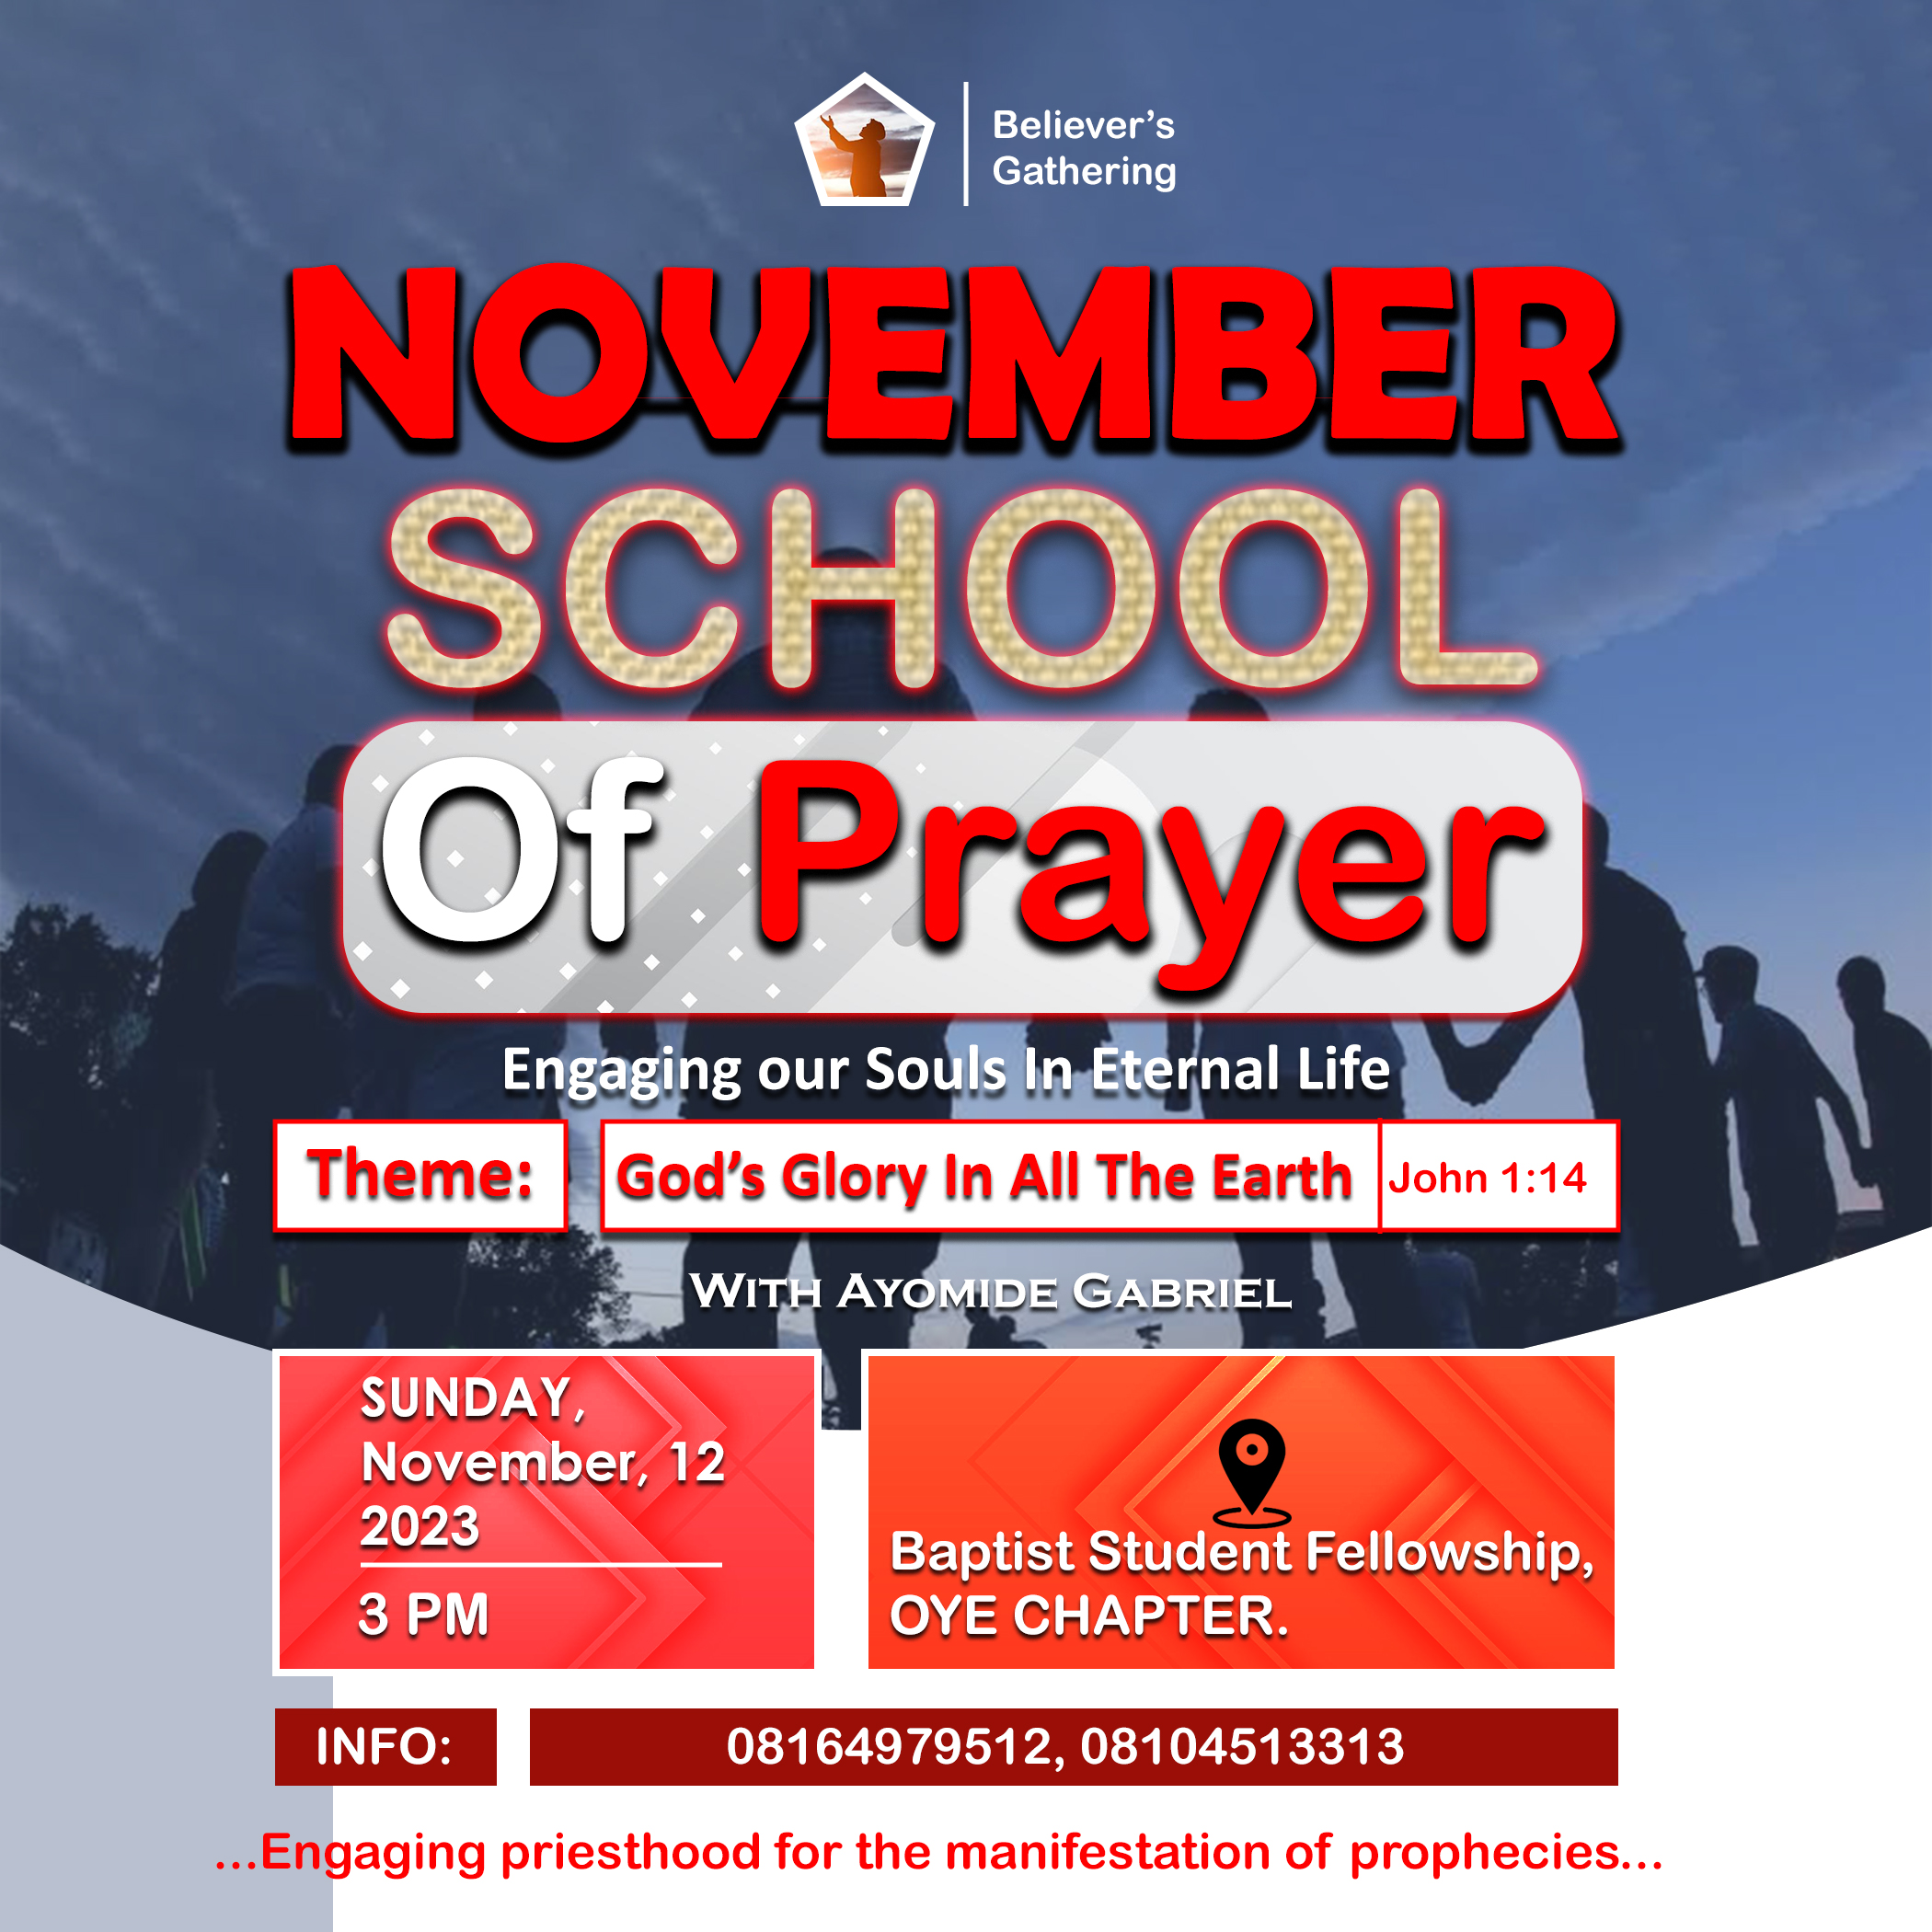 Believer's
Gathering
NOVEMBER
SCHOOL
Of Prayer
Engaging our Souls In Eternal Life
Theme: God's Glory In All The Earth John 1:14
WITH AYOMIDE GABRIEL
SUNDAY,
November, 12
2023
3 PM
Baptist Student Fellowship,
OYE CHAPTER.
INFO: 08164979512, 08104513313
...Engaging priesthood for the manifestation of prophecies...